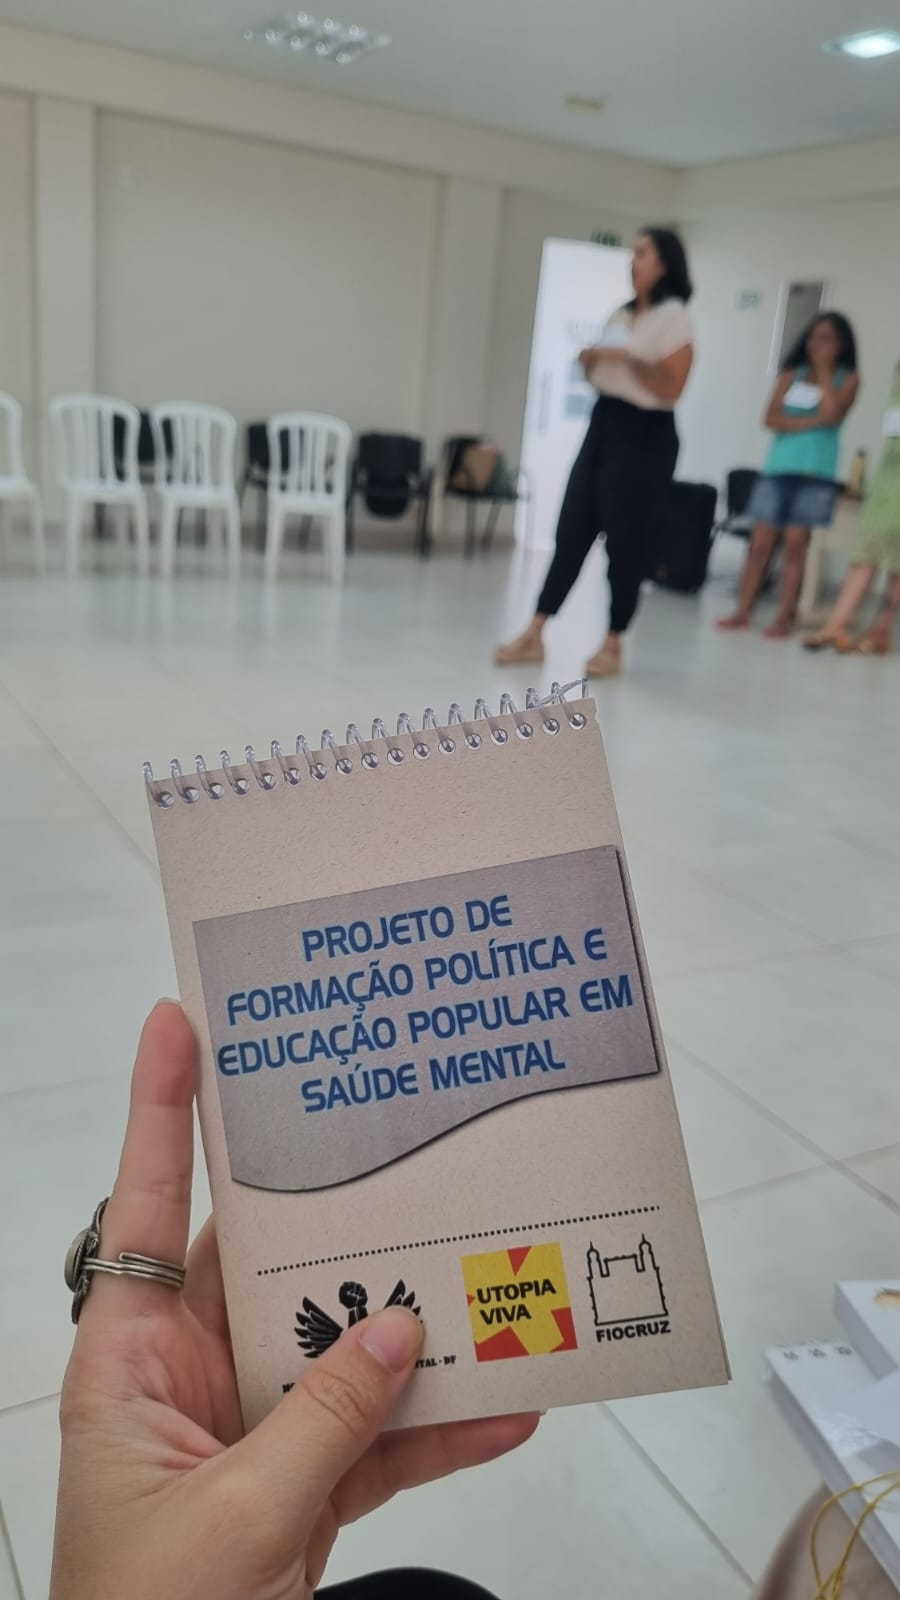 PROJETO DE
FORMAÇÃO POLÍTICA E
EDUCAÇÃO POPULAR EM
SAÚDE MENTAL
UTOPIA
VIVA
FIOCRUZ